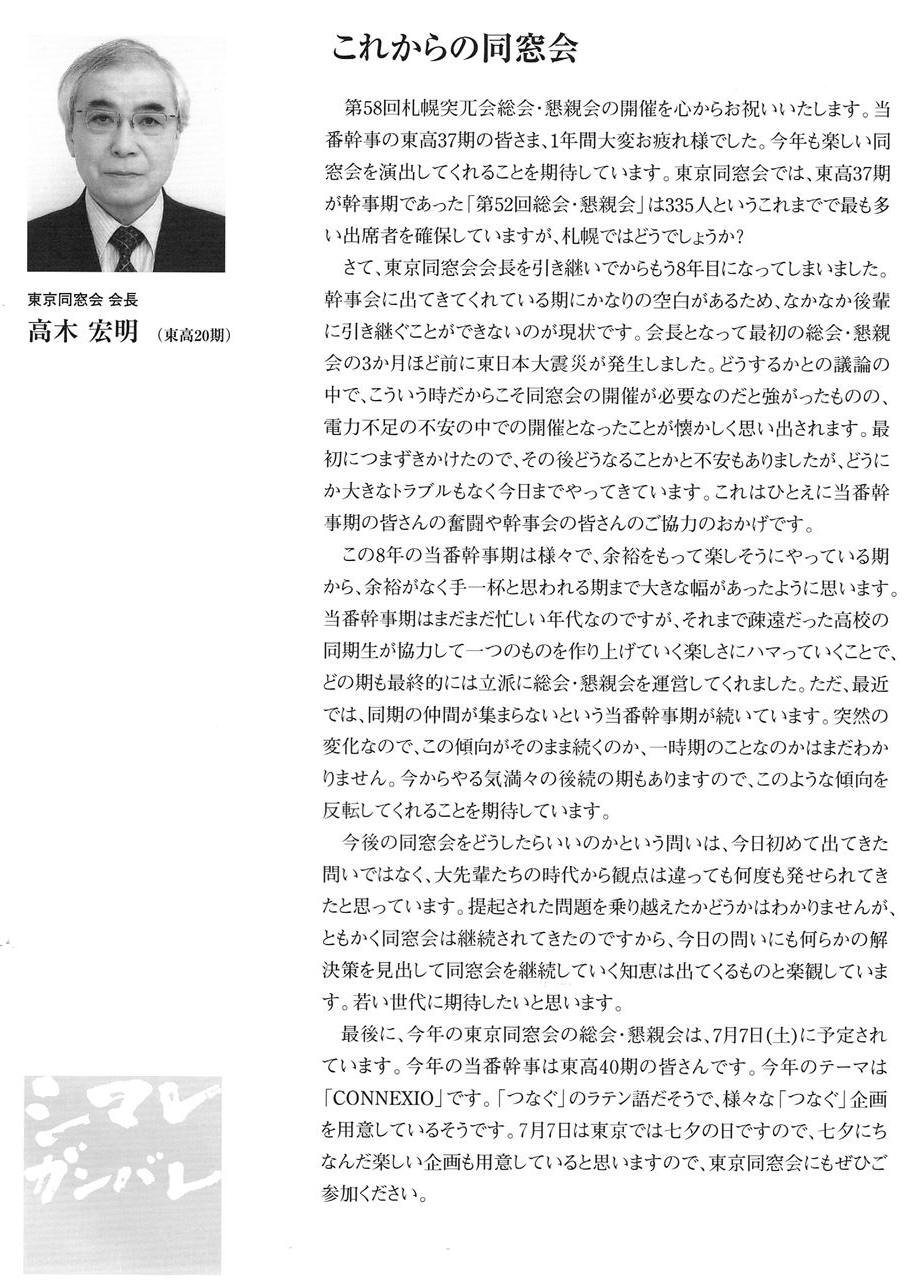 これからの同窓会
第58回札幌突兀会総会・懇親会の開催を心からお祝いいたします。当
番幹事の東高37期の皆さま、1年間大変お疲れ様でした。今年も楽しい同
窓会を演出してくれることを期待しています。東京同窓会では、東高37期
が幹事期であった「第52回総会・懇親会」は335人というこれまでで最も多
い出席者を確保していますが、札幌ではどうでしょうか?
さて、東京同窓会会長を引き継いでからもう8年目になってしまいました。
幹事会に出てきてくれている期にかなりの空白があるため、なかなか後輩
に引き継ぐことができないのが現状です。会長となって最初の総会・懇親
会の3か月ほど前に東日本大震災が発生しました。どうするかとの議論の
中で、こういう時だからこそ同窓会の開催が必要なのだと強がったものの、
電力不足の不安の中での開催となったことが懐かしく思い出されます。最
初につまずきかけたので、その後どうなることかと不安もありましたが、どうに
か大きなトラブルもなく今日までやってきています。これはひとえに当番幹
事期の皆さんの奮闘や幹事会の皆さんのご協力のおかげです。
この8年の当番幹事期は様々で、余裕をもって楽しそうにやっている期
から、余裕がなく手一杯と思われる期まで大きな幅があったように思います。
当番幹事期はまだまだ忙しい年代なのですが、それまで疎遠だった高校の
同期生が協力して一つのものを作り上げていく楽しさにハマっていくことで、
どの期も最終的には立派に総会・懇親会を運営してくれました。ただ、最近
では、同期の仲間が集まらないという当番幹事期が続いています。突然の
変化なので、この傾向がそのまま続くのか、一時期のことなのかはまだわか
りません。今からやる気満々の後続の期もありますので、このような傾向を
反転してくれることを期待しています。
今後の同窓会をどうしたらいいのかという問いは、今日初めて出てきた
問いではなく、大先輩たちの時代から観点は違っても何度も発せられてき
たと思っています。提起された問題を乗り越えたかどうかはわかりませんが、
ともかく同窓会は継続されてきたのですから、今日の問いにも何らかの解
決策を見出して同窓会を継続していく知恵は出てくるものと楽観していま
す。若い世代に期待したいと思います。
最後に、今年の東京同窓会の総会・懇親会は、7月7日(土)に予定され
ています。今年の当番幹事は東高40期の皆さんです。今年のテーマは
「CONNEXIO」です。「つなぐ」のラテン語だそうで、様々な「つなぐ」企画
を用意しているそうです。7月7日は東京では七夕の日ですので、七夕にち
なんだ楽しい企画も用意していると思いますので、東京同窓会にもぜひご
参加ください。
東京同窓会 会長
高木 宏明 (東高20期)
シマレ
ガンバレ